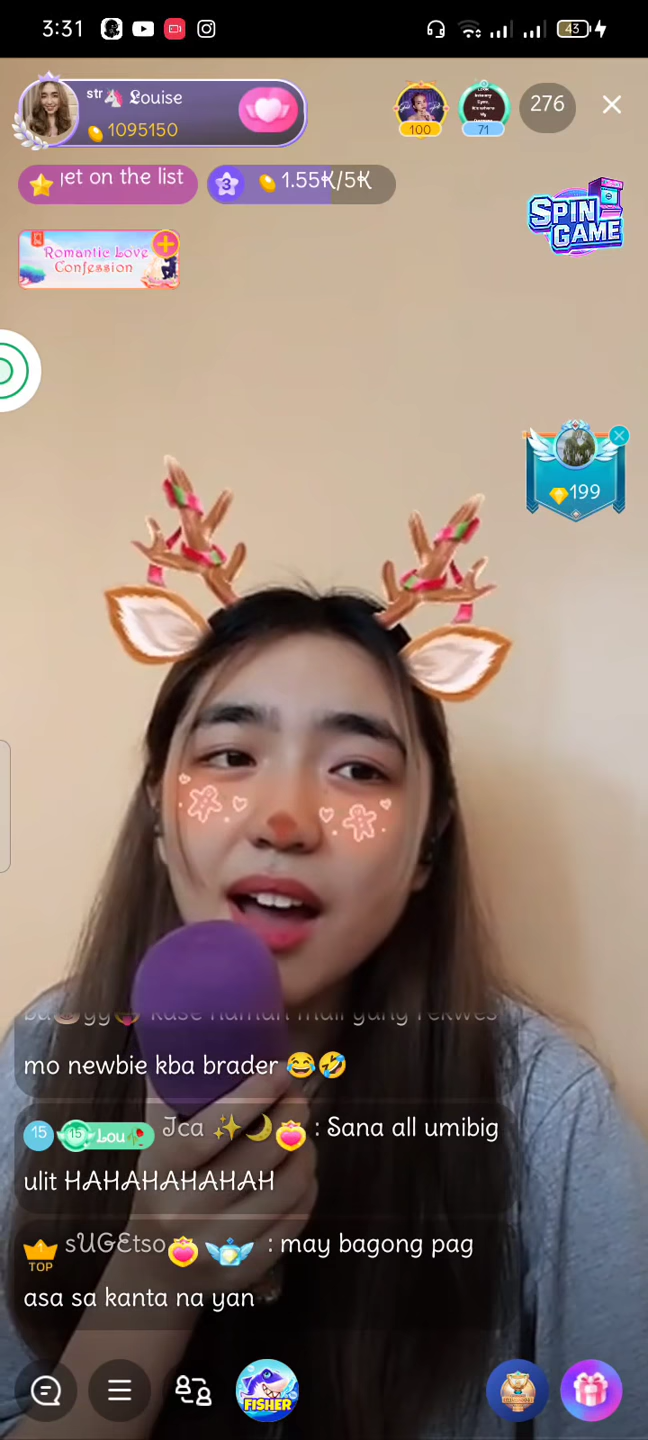 3:31
43
str🦄 𝕷ouise
1095150
100
71
276
get on the list
3
1.55K/5K
SPIN GAME
Romantic Love
Confession
199
mo newbie kba brader 😂🤣
15 15 Lou🥀 Jca ✨🌙 : Sana all umibig
ulit HAHAHAHAHAH
TOP sUGEtso : may bagong pag
asa sa kanta na yan
FISHER